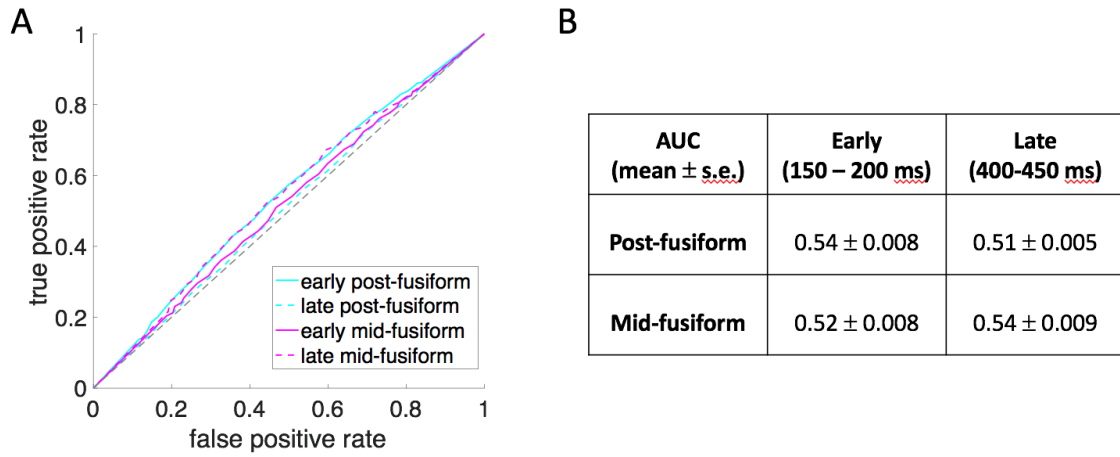 A
1
0.8
0.6
0.4
0.2
0
0 0.2 0.4 0.6 0.8 1
true positive rate
false positive rate
early post-fusiform
late post-fusiform
early mid-fusiform
late mid-fusiform
B
AUC Early Late
(mean ± s.e.) (150 – 200 ms) (400-450 ms)
Post-fusiform 0.54 ± 0.008 0.51 ± 0.005
Mid-fusiform 0.52 ± 0.008 0.54 ± 0.009